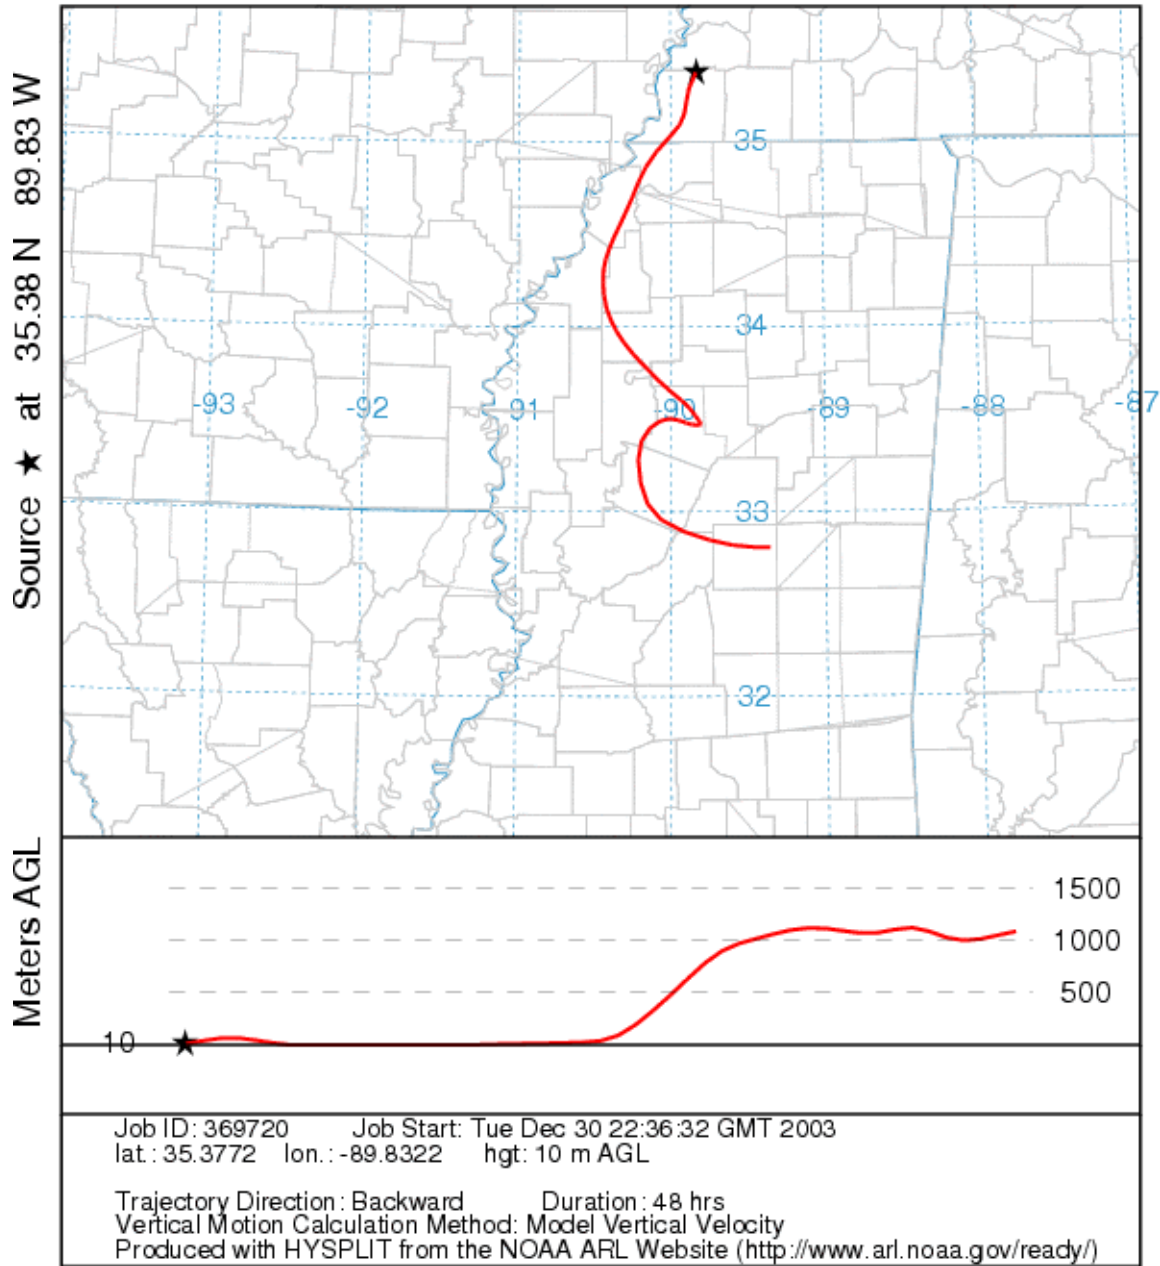 Source ★ at 35.38 N 89.83 W
35
34
-93
-92
-91
-90
-89
-88
-87
33
32
Meters AGL
1500
1000
500
10
Job ID: 369720 Job Start: Tue Dec 30 22:36:32 GMT 2003
lat.: 35.3772 lon.: -89.8322 hgt: 10 m AGL
Trajectory Direction: Backward Duration: 48 hrs
Vertical Motion Calculation Method: Model Vertical Velocity
Produced with HYSPLIT from the NOAA ARL Website (http://www.arl.noaa.gov/ready/)